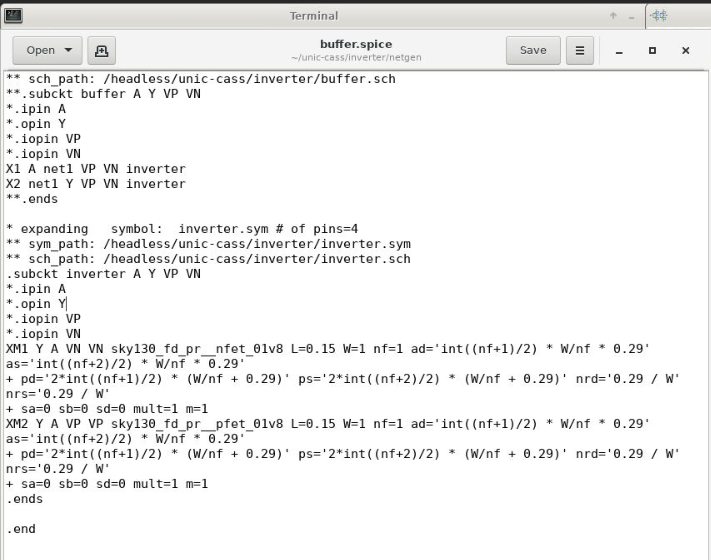 Terminal
Open
buffer.spice
~/unic-cass/inverter/netgen
Save
** sch_path: /headless/unic-cass/inverter/buffer.sch
**.subckt buffer A Y VP VN
*.ipin A
*.opin Y
*.iopin VP
*.iopin VN
X1 A net1 VP VN inverter
X2 net1 Y VP VN inverter
**.ends
* expanding   symbol:  inverter.sym # of pins=4
** sym_path: /headless/unic-cass/inverter/inverter.sym
** sch_path: /headless/unic-cass/inverter/inverter.sch
.subckt inverter A Y VP VN
*.ipin A
*.opin Y
*.iopin VP
*.iopin VN
XM1 Y A VN VN sky130_fd_pr__nfet_01v8 L=0.15 W=1 nf=1 ad='int((nf+1)/2) * W/nf * 0.29'
as='int((nf+2)/2) * W/nf * 0.29'
+ pd='2*int((nf+1)/2) * (W/nf + 0.29)' ps='2*int((nf+2)/2) * (W/nf + 0.29)' nrd='0.29 / W'
nrs='0.29 / W'
+ sa=0 sb=0 sd=0 mult=1 m=1
XM2 Y A VP VP sky130_fd_pr__pfet_01v8 L=0.15 W=1 nf=1 ad='int((nf+1)/2) * W/nf * 0.29'
as='int((nf+2)/2) * W/nf * 0.29'
+ pd='2*int((nf+1)/2) * (W/nf + 0.29)' ps='2*int((nf+2)/2) * (W/nf + 0.29)' nrd='0.29 / W'
nrs='0.29 / W'
+ sa=0 sb=0 sd=0 mult=1 m=1
.ends
.end